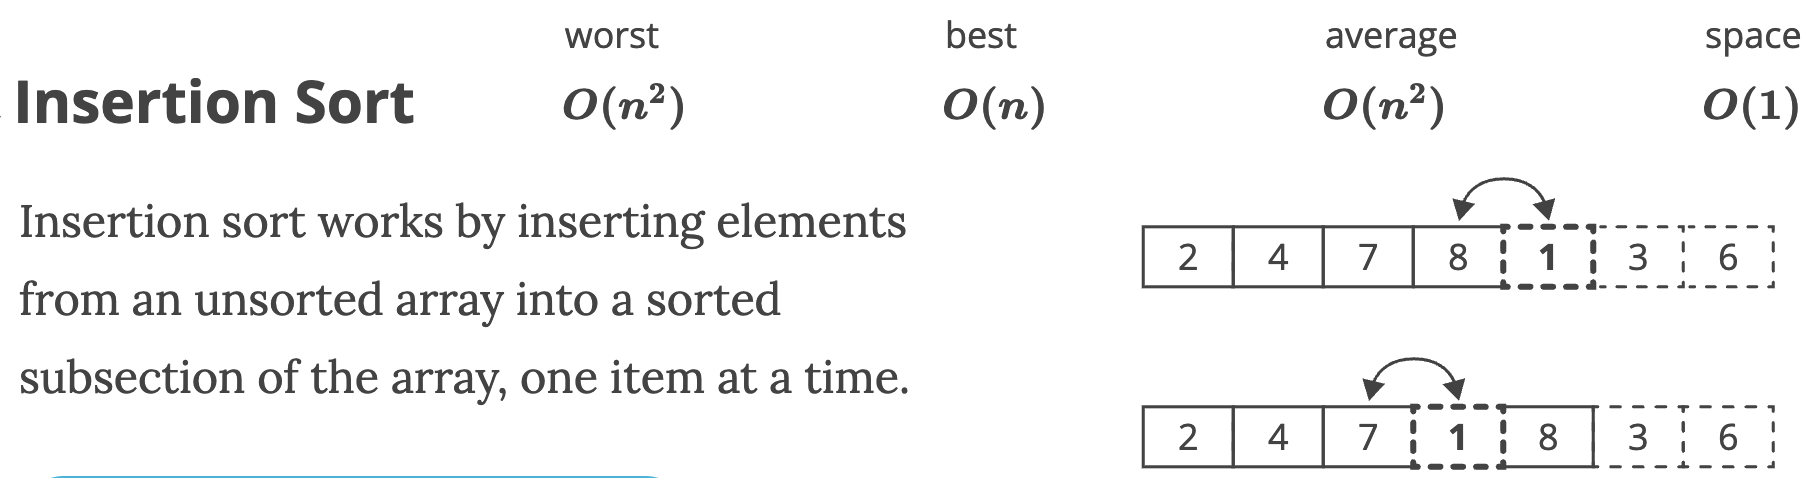 worst best average space
Insertion Sort O(n²) O(n) O(n²) O(1)
Insertion sort works by inserting elements
from an unsorted array into a sorted
subsection of the array, one item at a time.
2 4 7 8 1 3 6
2 4 7 1 8 3 6